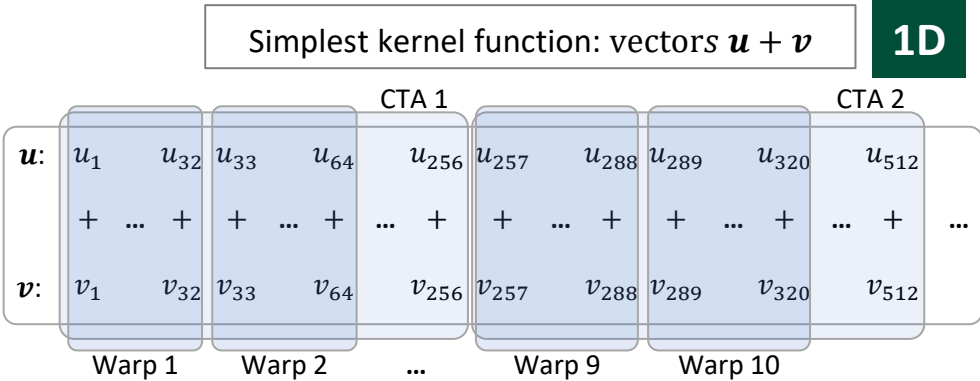 Simplest kernel function: vectors u + v
1D
CTA 1 CTA 2
u: u₁ u₃₂ u₃₃ u₆₄ u₂₅₆ u₂₅₇ u₂₈₈ u₂₈₉ u₃₂₀ u₅₁₂
+ ... + + ... + ... + + ... + + ... + ... + ...
v: v₁ v₃₂ v₃₃ v₆₄ v₂₅₆ v₂₅₇ v₂₈₈ v₂₈₉ v₃₂₀ v₅₁₂
Warp 1 Warp 2 ... Warp 9 Warp 10